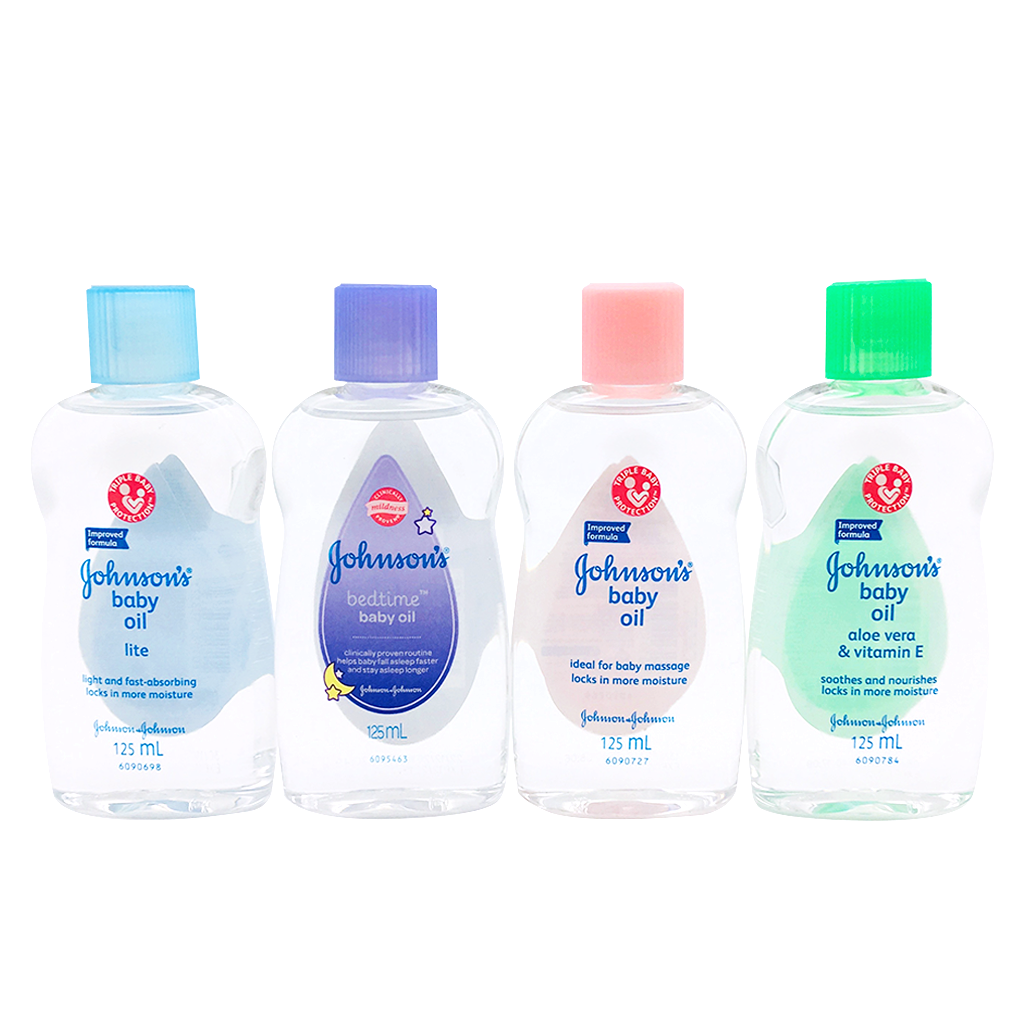 TRIPLE BABY
PROTECTION™
Improved
formula
Johnson's®
baby
oil
lite
light and fast-absorbing
locks in more moisture
Johnson & Johnson
125 mL
6090698
CLINICALLY
mildness
PROVEN
Johnson's®
bedtime™
baby oil
clinically proven routine
helps baby fall asleep faster
and stay asleep longer
Johnson & Johnson
125 mL
6095463
TRIPLE BABY
PROTECTION™
Improved
formula
Johnson's®
baby
oil
ideal for baby massage
locks in more moisture
Johnson & Johnson
125 mL
6090727
TRIPLE BABY
PROTECTION™
Improved
formula
Johnson's®
baby
oil
aloe vera
& vitamin E
soothes and nourishes
locks in more moisture
Johnson & Johnson
125 mL
6090784